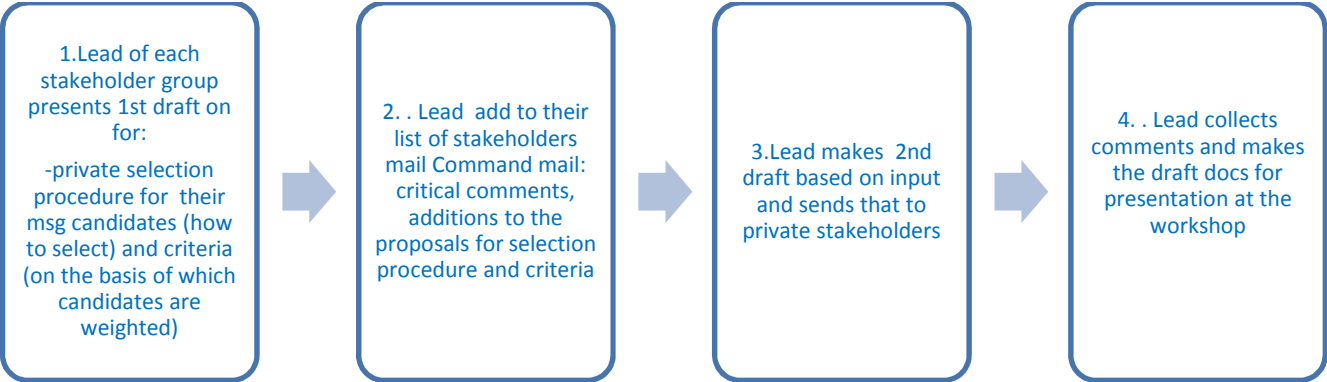 1.Lead of each
stakeholder group
presents 1st draft on
for:
-private selection
procedure for their
msg candidates (how
to select) and criteria
(on the basis of which
candidates are
weighted)
2. . Lead add to their
list of stakeholders
mail Command mail:
critical comments,
additions to the
proposals for selection
procedure and criteria
3.Lead makes 2nd
draft based on input
and sends that to
private stakeholders
4. . Lead collects
comments and makes
the draft docs for
presentation at the
workshop